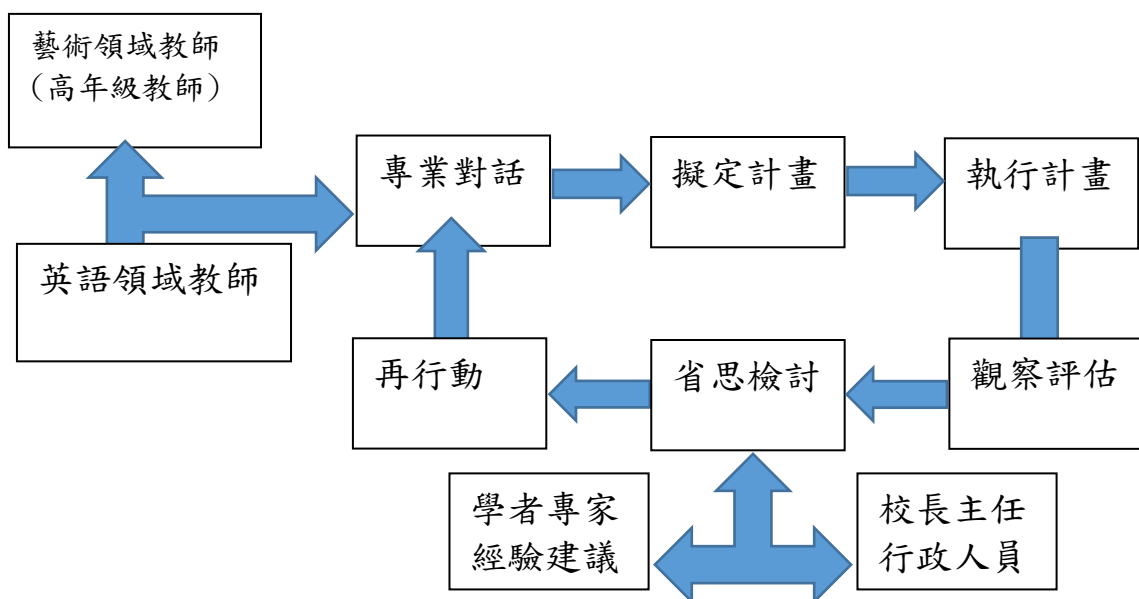 藝術領域教師
(高年級教師)
專業對話
擬定計畫
執行計畫
英語領域教師
再行動
省思檢討
觀察評估
學者專家
經驗建議
校長主任
行政人員